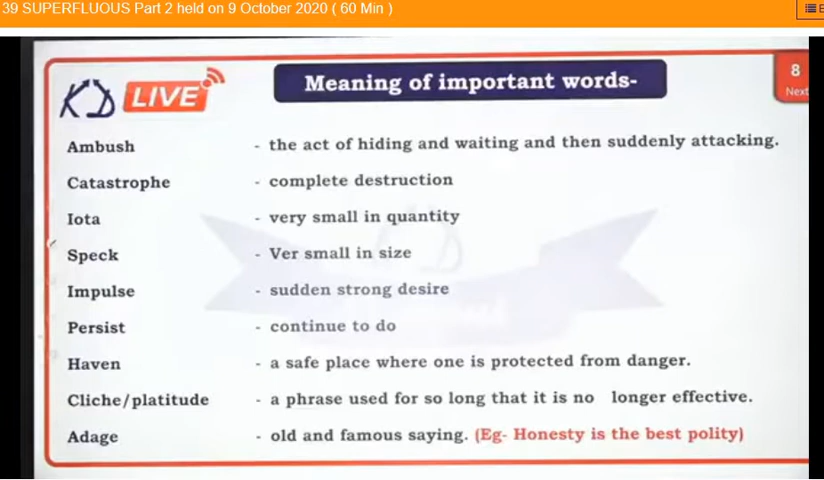 39 SUPERFLUOUS Part 2 held on 9 October 2020 ( 60 Min )
KD LIVE
Meaning of important words-
8
Next
Ambush - the act of hiding and waiting and then suddenly attacking.
Catastrophe - complete destruction
Iota - very small in quantity
Speck - Ver small in size
Impulse - sudden strong desire
Persist - continue to do
Haven - a safe place where one is protected from danger.
Cliche/platitude - a phrase used for so long that it is no longer effective.
Adage - old and famous saying. (Eg- Honesty is the best polity)